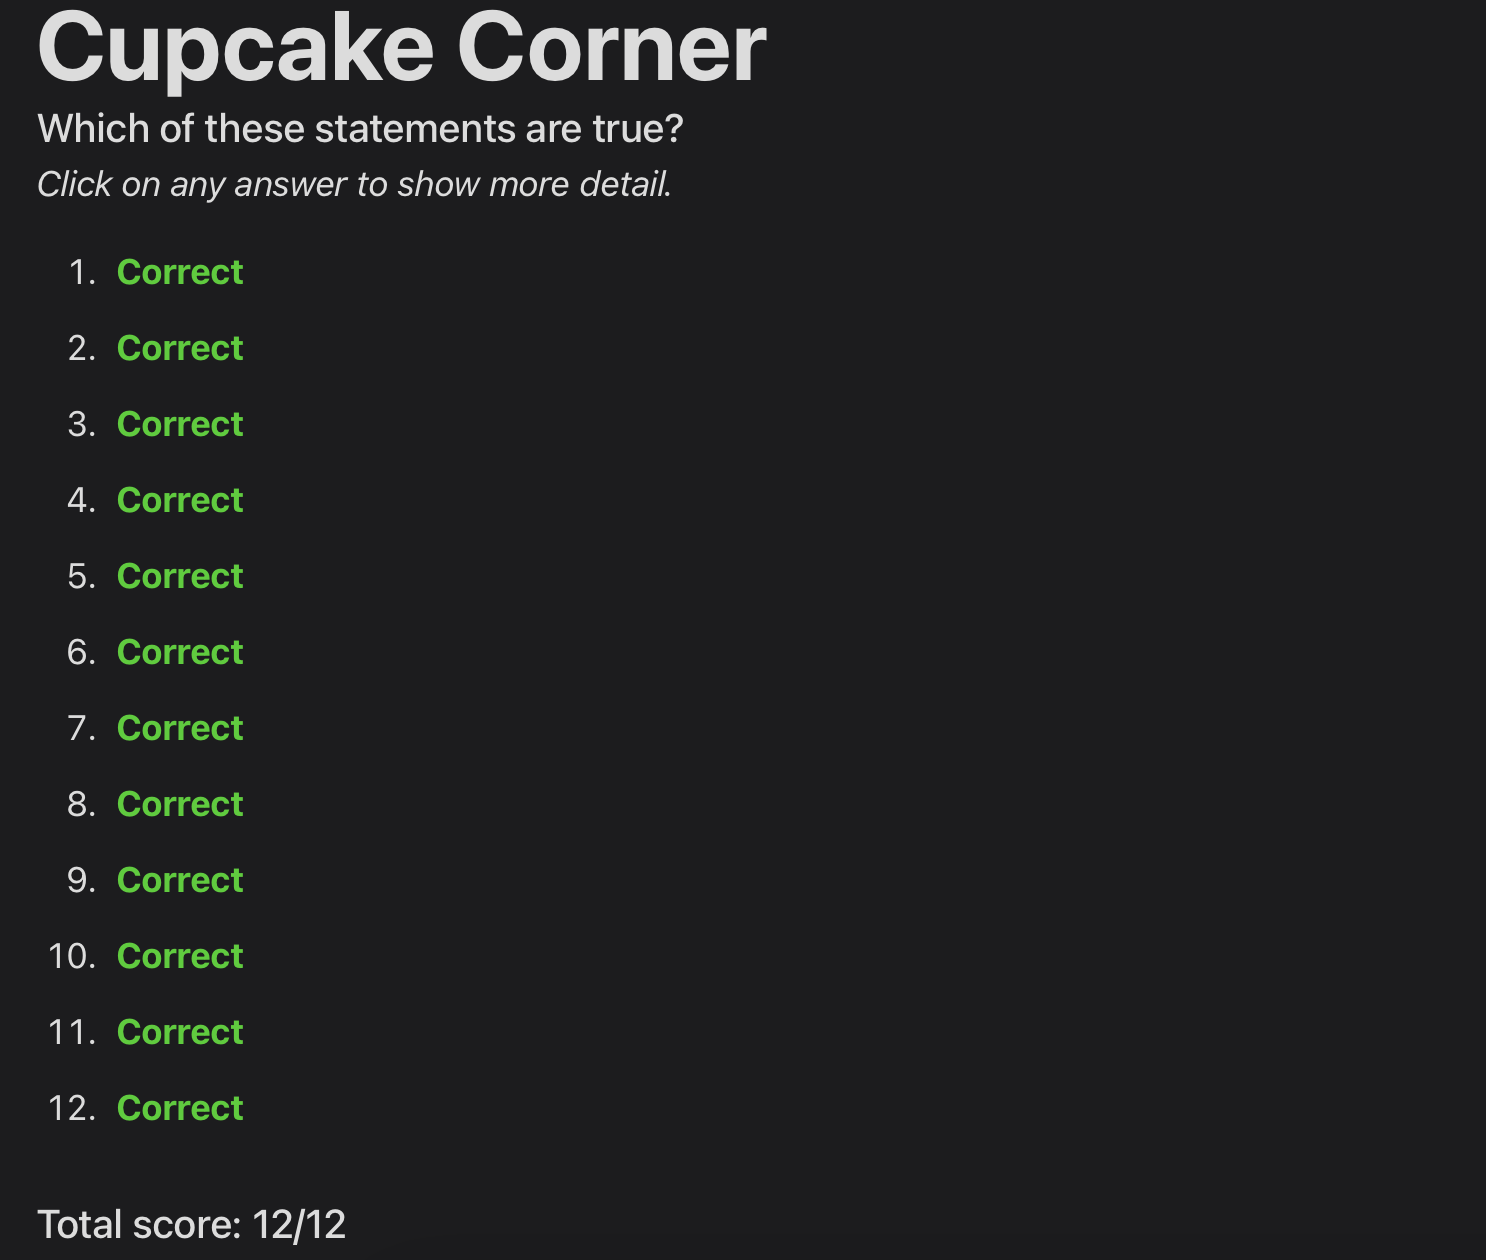 Cupcake Corner
Which of these statements are true?
Click on any answer to show more detail.
1. Correct
2. Correct
3. Correct
4. Correct
5. Correct
6. Correct
7. Correct
8. Correct
9. Correct
10. Correct
11. Correct
12. Correct
Total score: 12/12